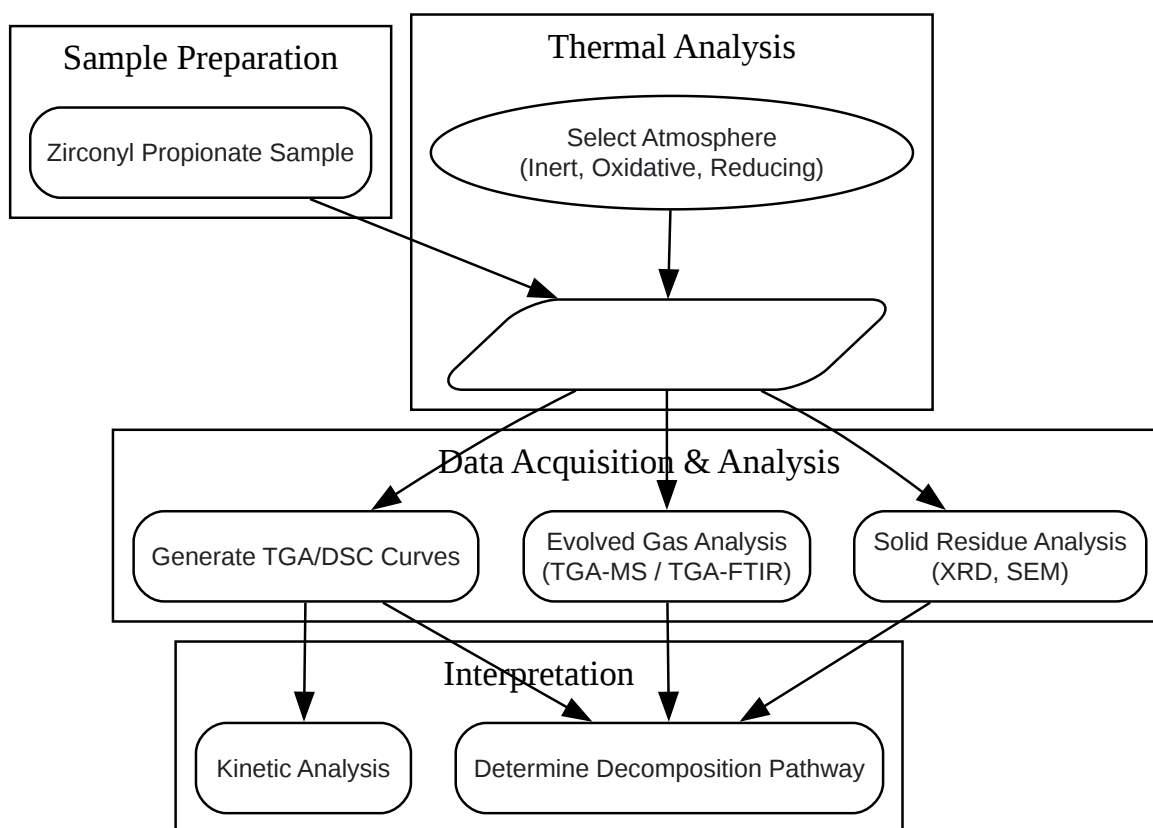 Sample Preparation
Zirconyl Propionate Sample
Thermal Analysis
Select Atmosphere
(Inert, Oxidative, Reducing)
Data Acquisition & Analysis
Generate TGA/DSC Curves
Evolved Gas Analysis
(TGA-MS / TGA-FTIR)
Solid Residue Analysis
(XRD, SEM)
Interpretation
Kinetic Analysis
Determine Decomposition Pathway